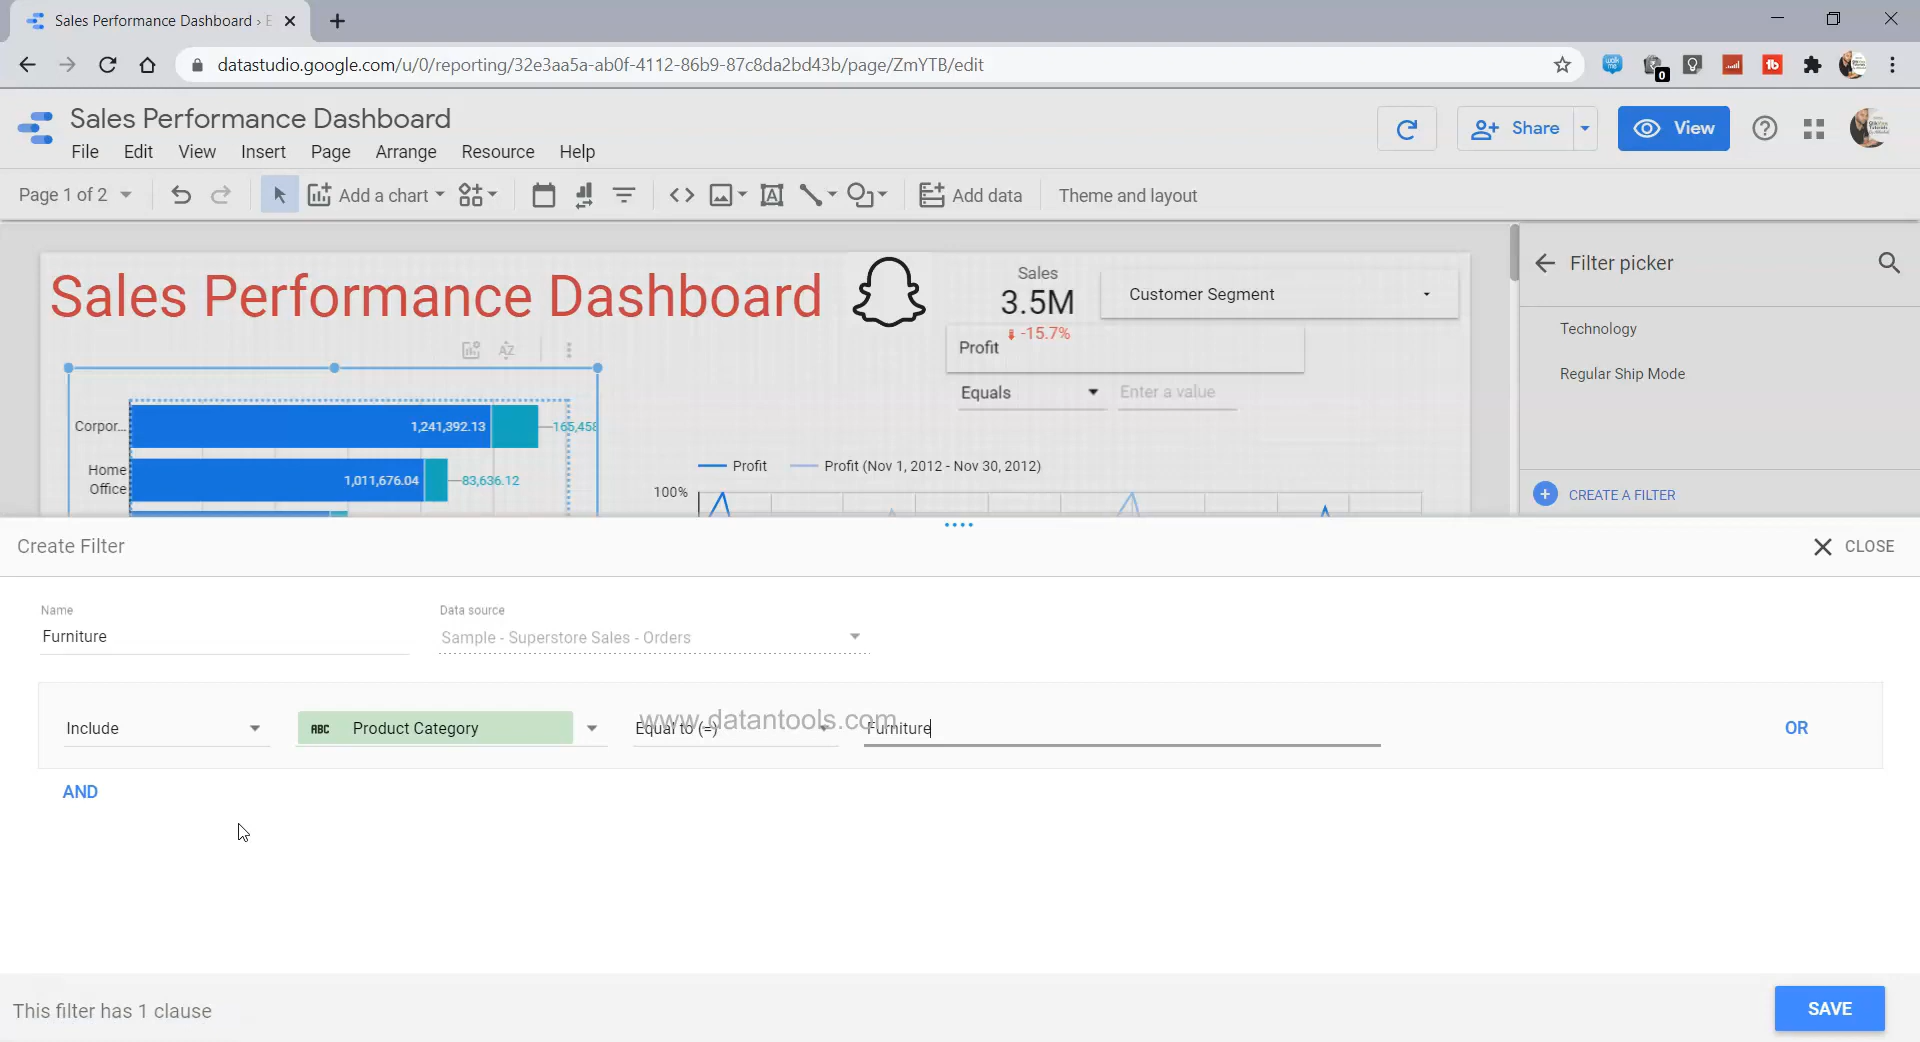 Sales Performance Dashboard › E
datastudio.google.com/u/0/reporting/32e3aa5a-ab0f-4112-86b9-87c8da2bd43b/page/ZmYTB/edit
0
Sales Performance Dashboard
File Edit View Insert Page Arrange Resource Help
Share
View
Page 1 of 2
Add a chart
Add data
Theme and layout
Sales Performance Dashboard
Sales
3.5M
-15.7%
Customer Segment
Profit
Equals
Enter a value
Filter picker
Technology
Regular Ship Mode
CREATE A FILTER
Corpor...
1,241,392.13
165,458
Home
Office
1,011,676.04
83,636.12
Profit
Profit (Nov 1, 2012 - Nov 30, 2012)
100%
Create Filter
CLOSE
Name
Furniture
Data source
Sample - Superstore Sales - Orders
Include
ABC
Product Category
Equal to (=)
Furniture
www.datantools.com
OR
AND
This filter has 1 clause
SAVE